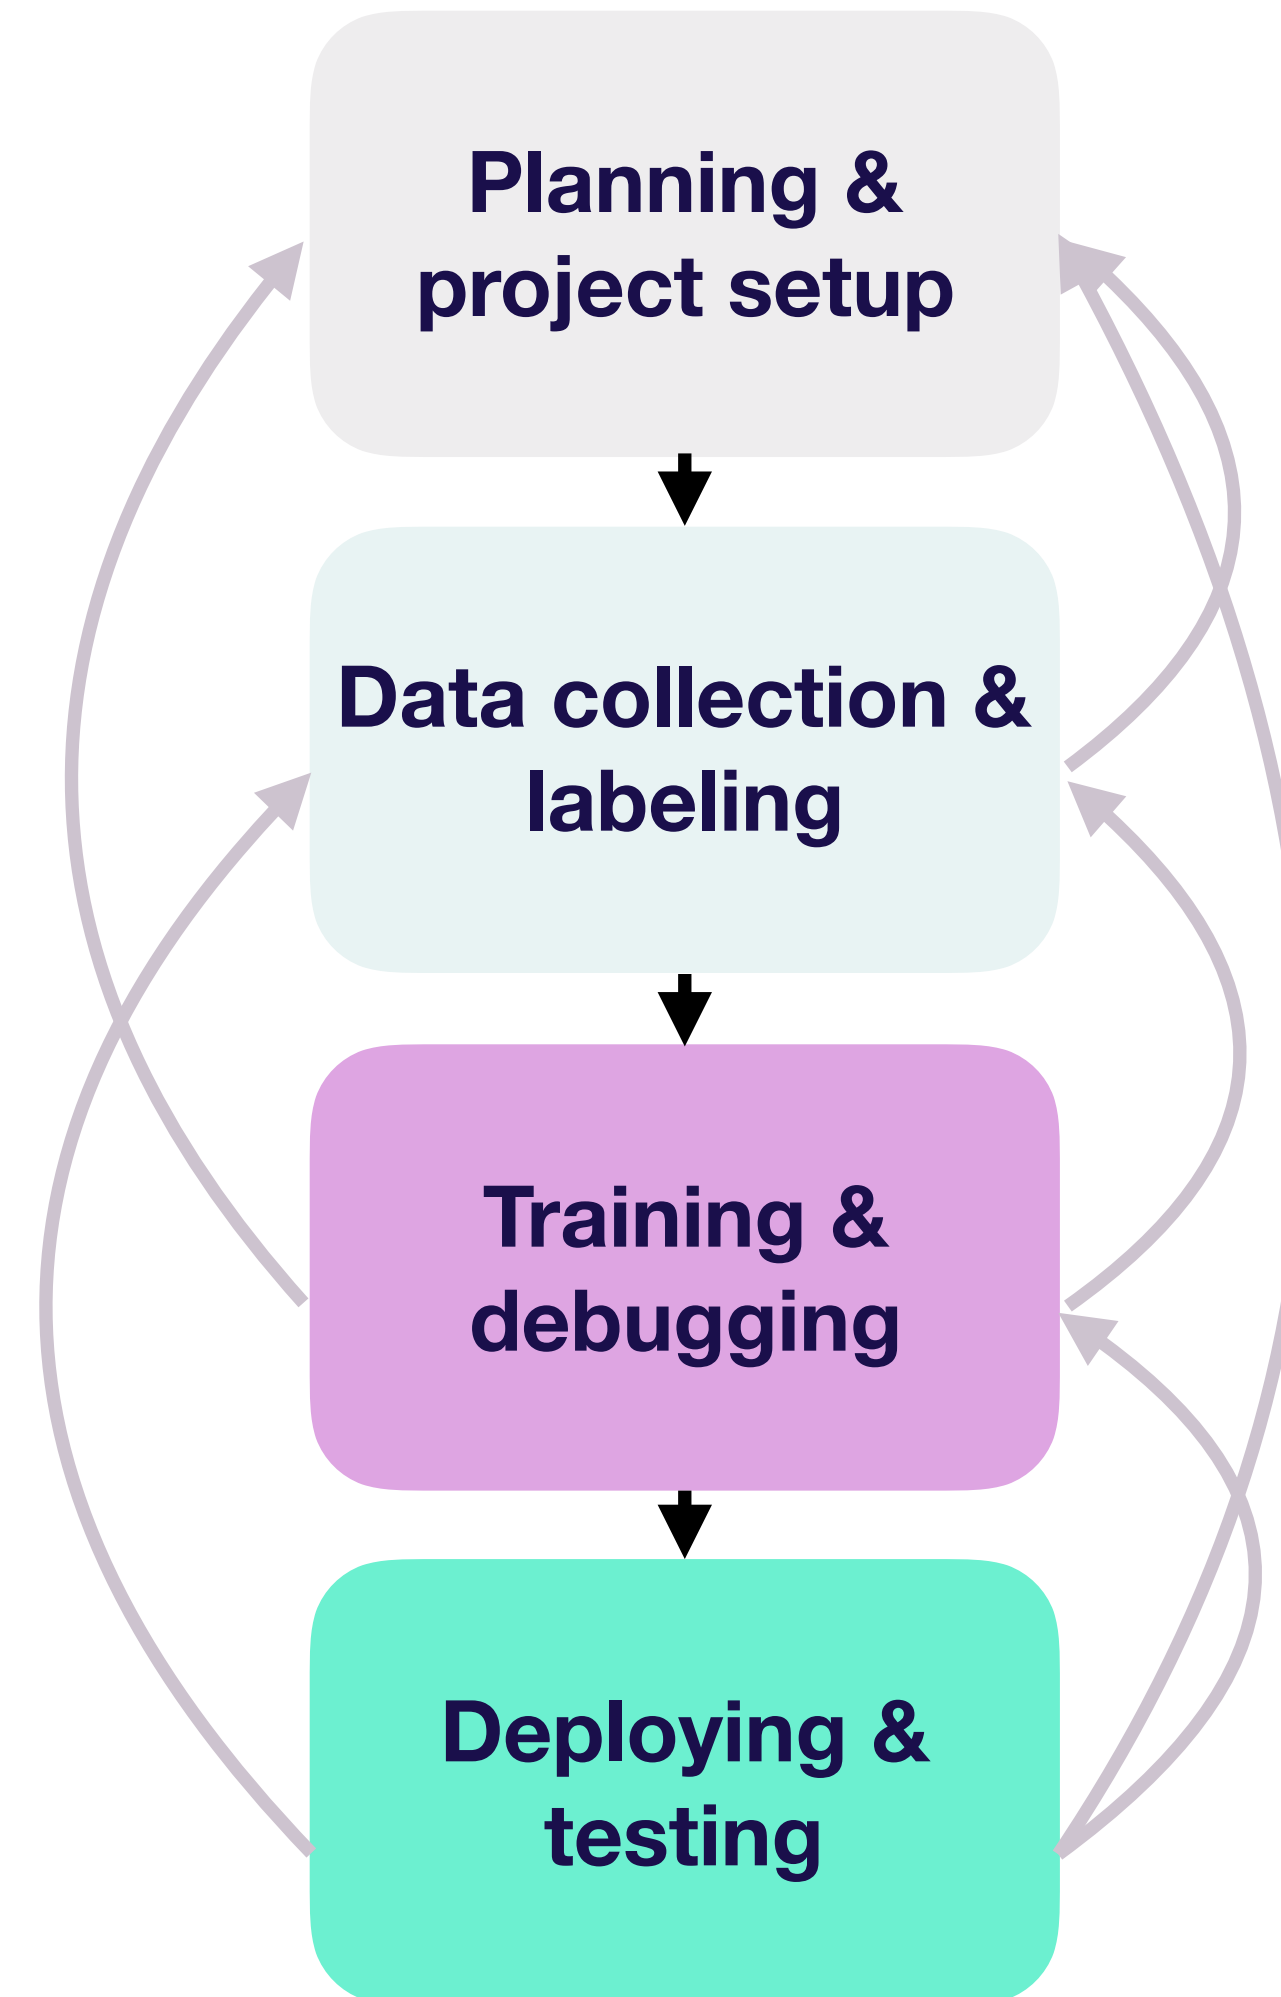 Planning &
project setup
Data collection &
labeling
Training &
debugging
Deploying &
testing